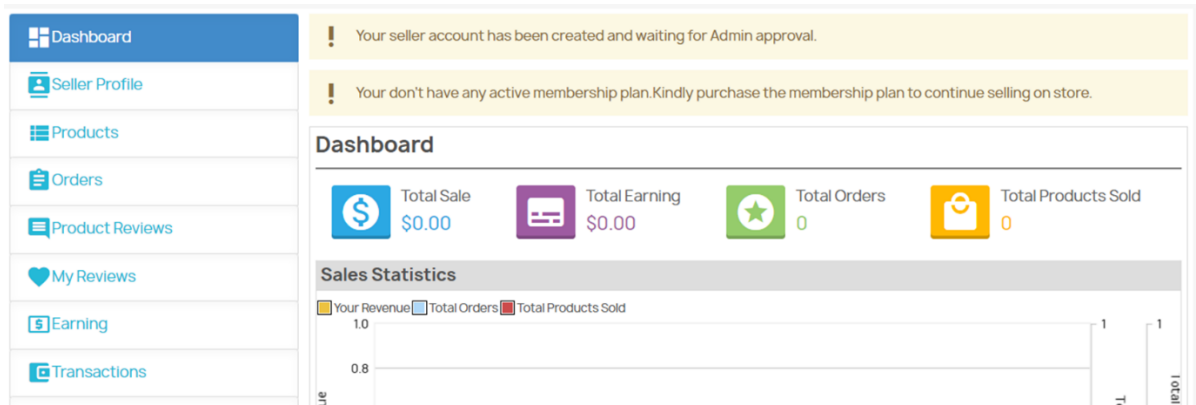 Dashboard
Seller Profile
Products
Orders
Product Reviews
My Reviews
Earning
Transactions
Your seller account has been created and waiting for Admin approval.
Your don't have any active membership plan.Kindly purchase the membership plan to continue selling on store.
Dashboard
Total Sale
$0.00
Total Earning
$0.00
Total Orders
0
Total Products Sold
0
Sales Statistics
Your Revenue Total Orders Total Products Sold
1.0
0.8
1
1
Total